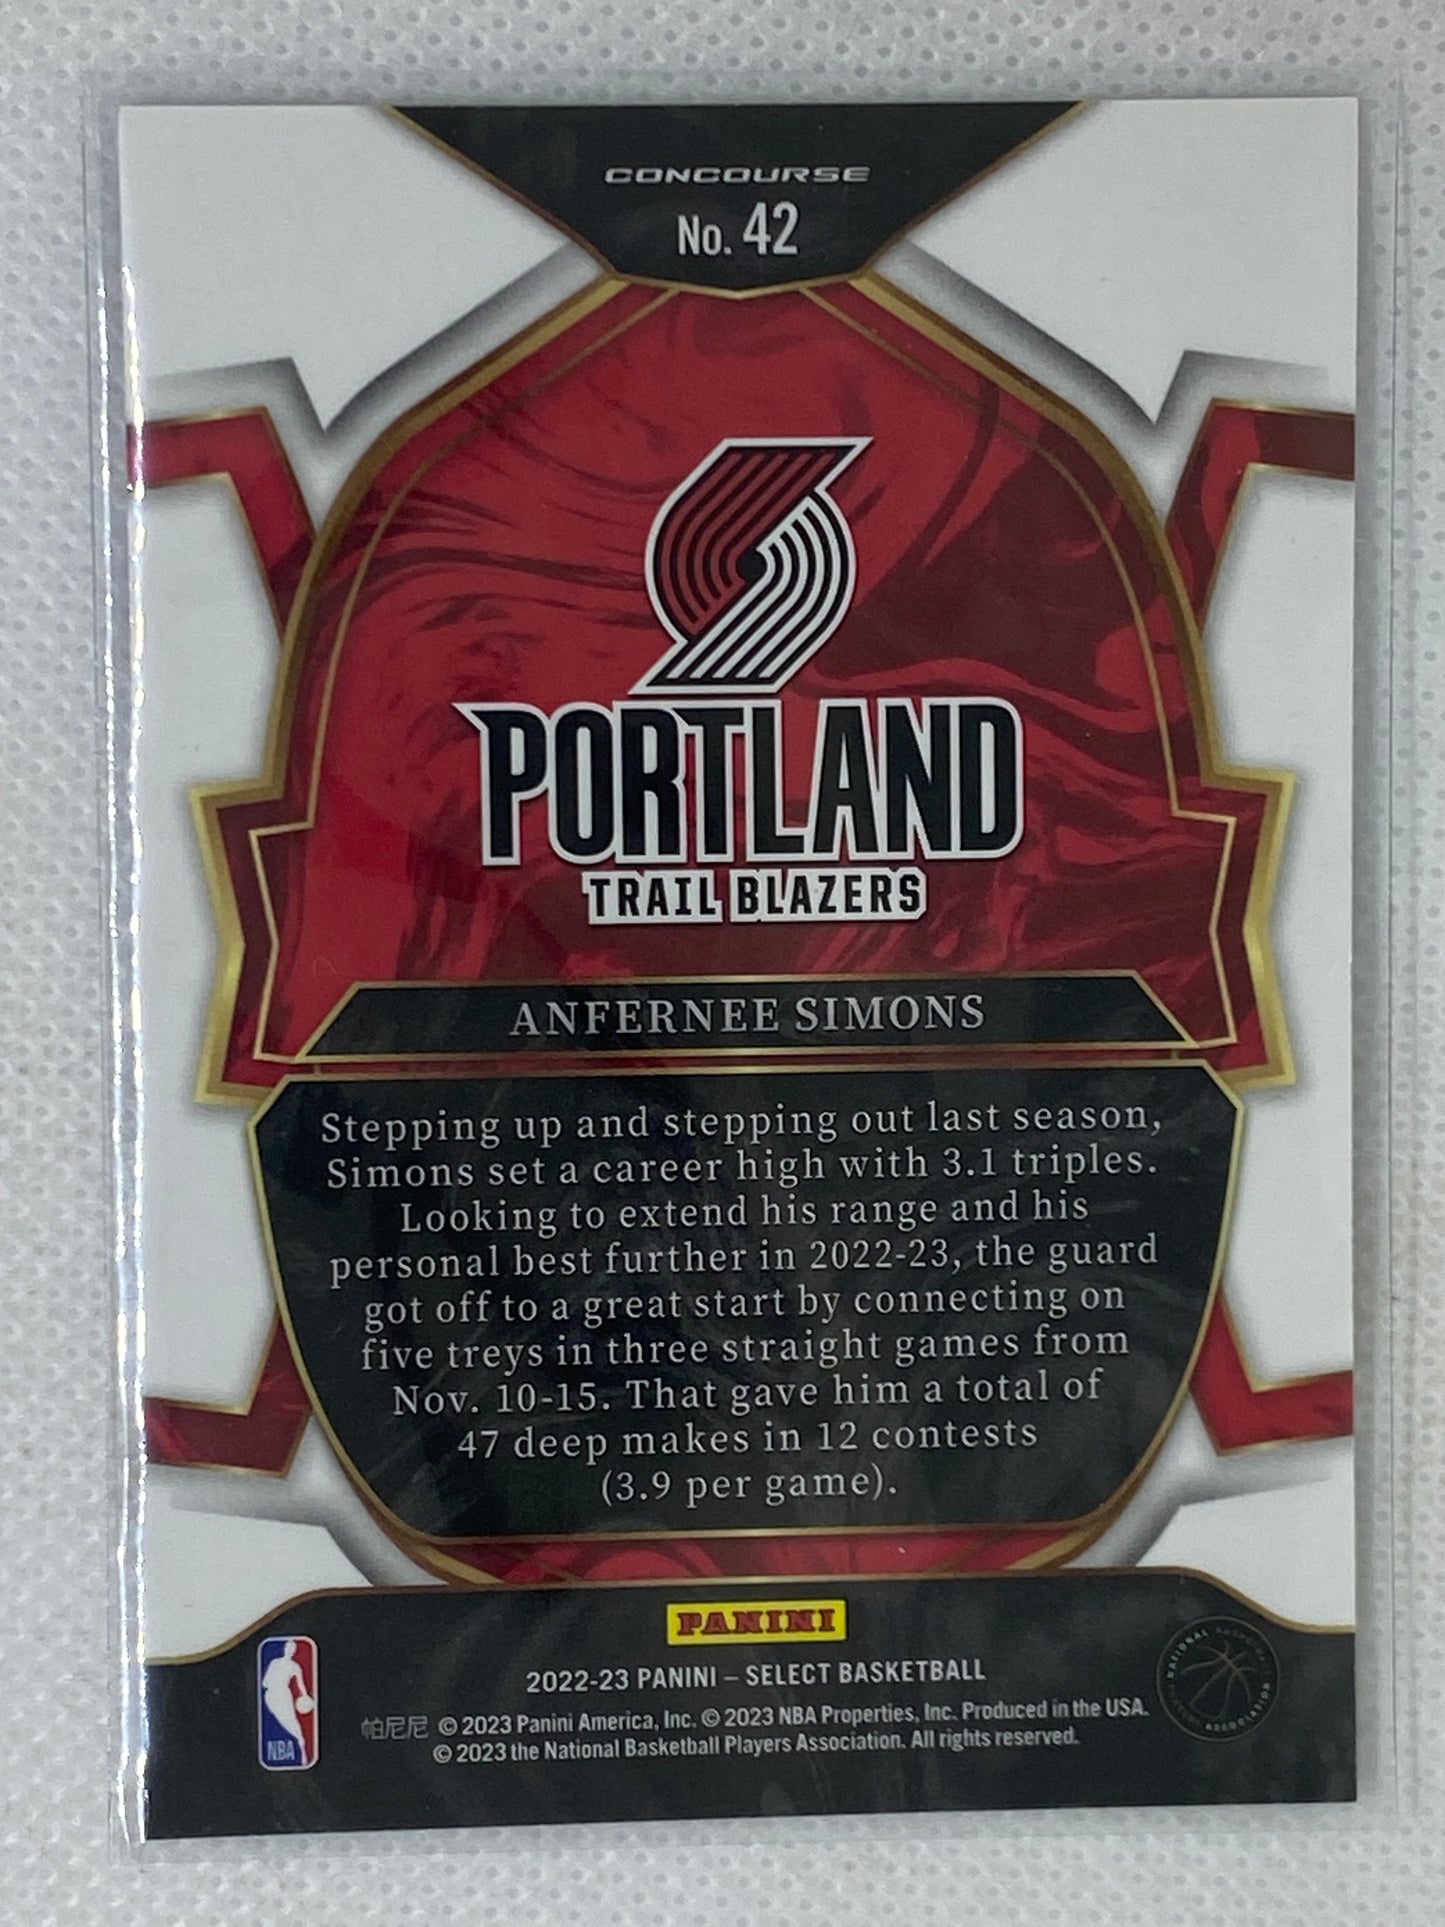 CONCOURSE
No. 42
PORTLAND
TRAIL BLAZERS
ANFERNEE SIMONS
Stepping up and stepping out last season,
Simons set a career high with 3.1 triples.
Looking to extend his range and his
personal best further in 2022-23, the guard
got off to a great start by connecting on
five treys in three straight games from
Nov. 10-15. That gave him a total of
47 deep makes in 12 contests
(3.9 per game).
PANINI
2022-23 PANINI – SELECT BASKETBALL
帕尼尼 © 2023 Panini America, Inc. © 2023 NBA Properties, Inc. Produced in the USA.
© 2023 the National Basketball Players Association. All rights reserved.
NBA
NATIONAL BASKETBALL PLAYERS ASSOCIATION